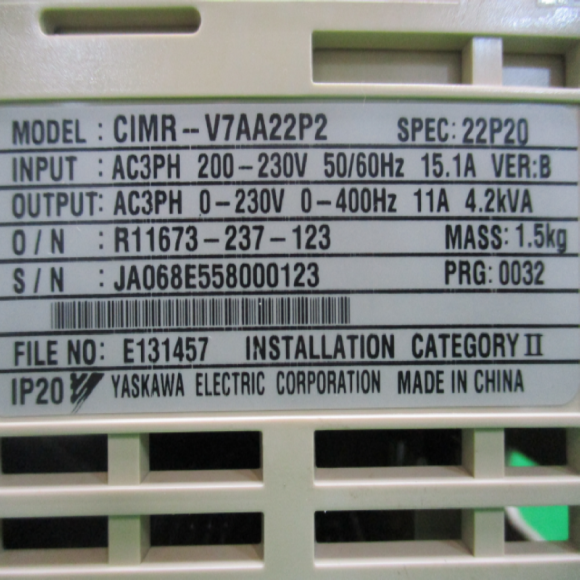 MODEL : CIMR--V7AA22P2 SPEC: 22P20
INPUT : AC3PH 200-230V 50/60Hz 15.1A VER:B
OUTPUT: AC3PH 0-230V 0-400Hz 11A 4.2kVA
O / N : R11673-237-123 MASS: 1.5kg
S / N : JA068E558000123 PRG: 0032
FILE NO: E131457 INSTALLATION CATEGORY II
IP20 YASKAWA ELECTRIC CORPORATION MADE IN CHINA